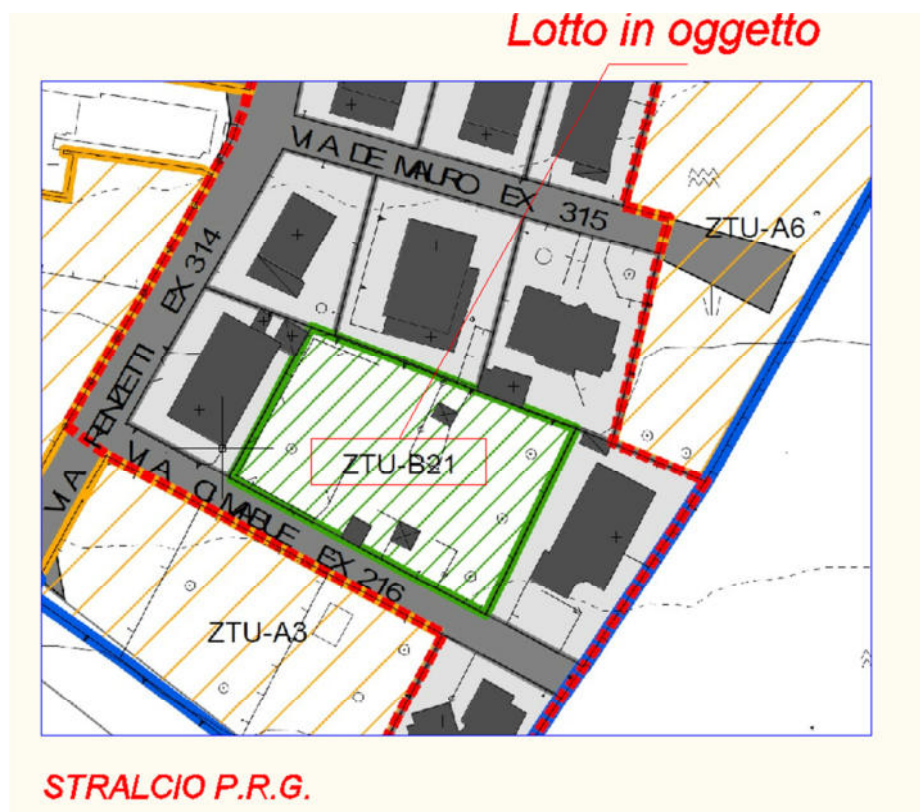 Lotto in oggetto
VIA DE MAURO EX 315
ZTU-A6
VIA RENZETTI EX 314
ZTU-B21
VIA CIMABUE EX 216
ZTU-A3
STRALCIO P.R.G.